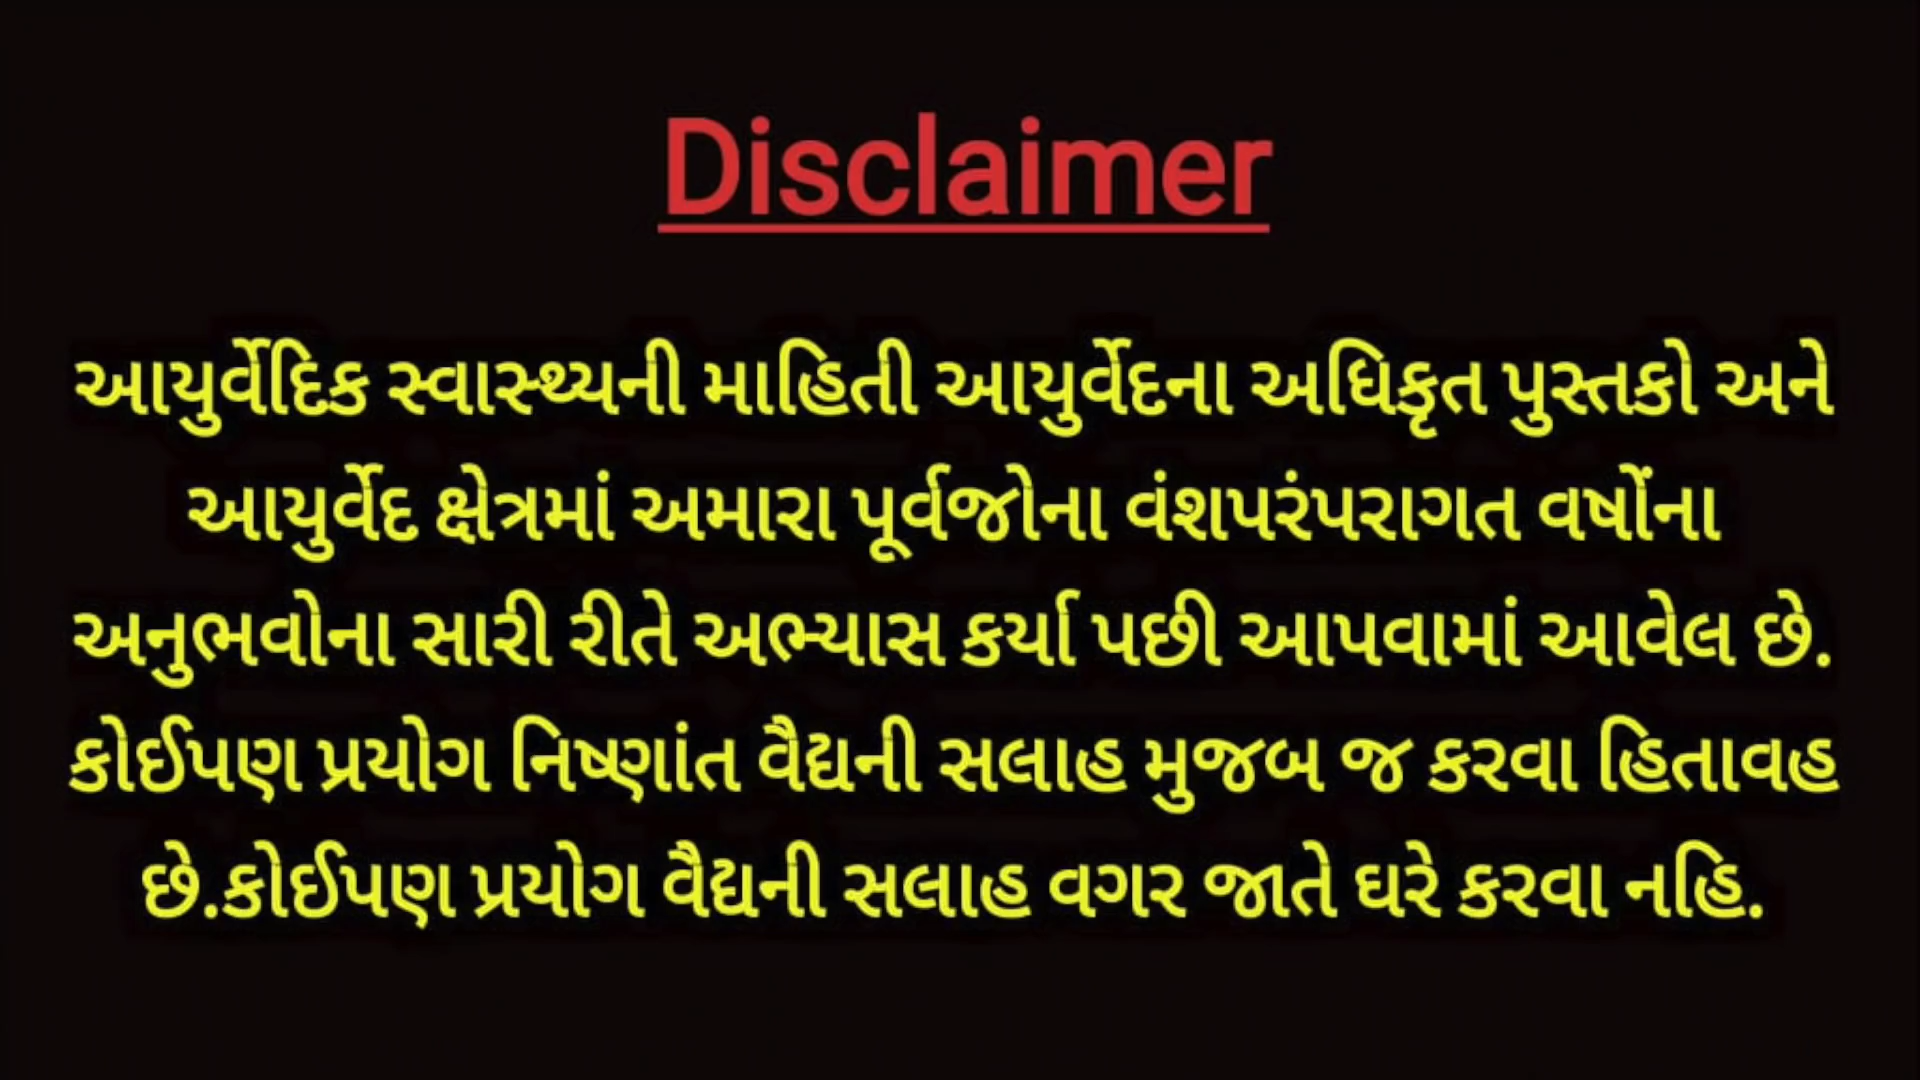 Disclaimer
આયુર્વેદિક સ્વાસ્થ્યની માહિતી આયુર્વેદના અધિકૃત પુસ્તકો અને
આયુર્વેદ ક્ષેત્રમાં અમારા પૂર્વજોના વંશપરંપરાગત વર્ષોના
અનુભવોના સારી રીતે અભ્યાસ કર્યા પછી આપવામાં આવેલ છે.
કોઈપણ પ્રયોગ નિષ્ણાંત વૈદ્યની સલાહ મુજબ જ કરવા હિતાવહ
છે.કોઈપણ પ્રયોગ વૈદ્યની સલાહ વગર જાતે ઘરે કરવા નહિ.